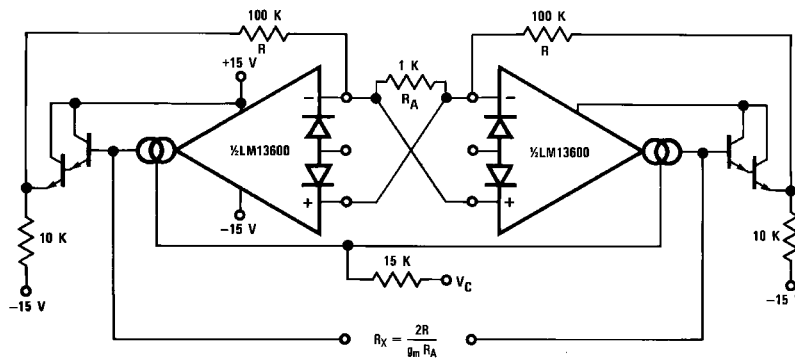 100 K
R
100 K
R
+15 V
1 K
R_A
−
−
½LM13600
½LM13600
+
+
−15 V
10 K
−15 V
15 K
V_C
10 K
−15 V
R_X = 2R / g_m R_A